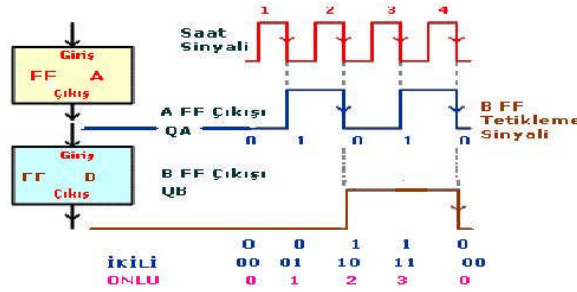 1 2 3 4
Saat
Sinyali
Giriş
FF A
Çıkış
A FF Çıkışı
QA
0 1 0 1 0
B FF
Tetikleme
Sinyali
Giriş
FF B
Çıkış
B FF Çıkışı
QB
0 0 1 1 0
İKİLİ 00 01 10 11 00
ONLU 0 1 2 3 0